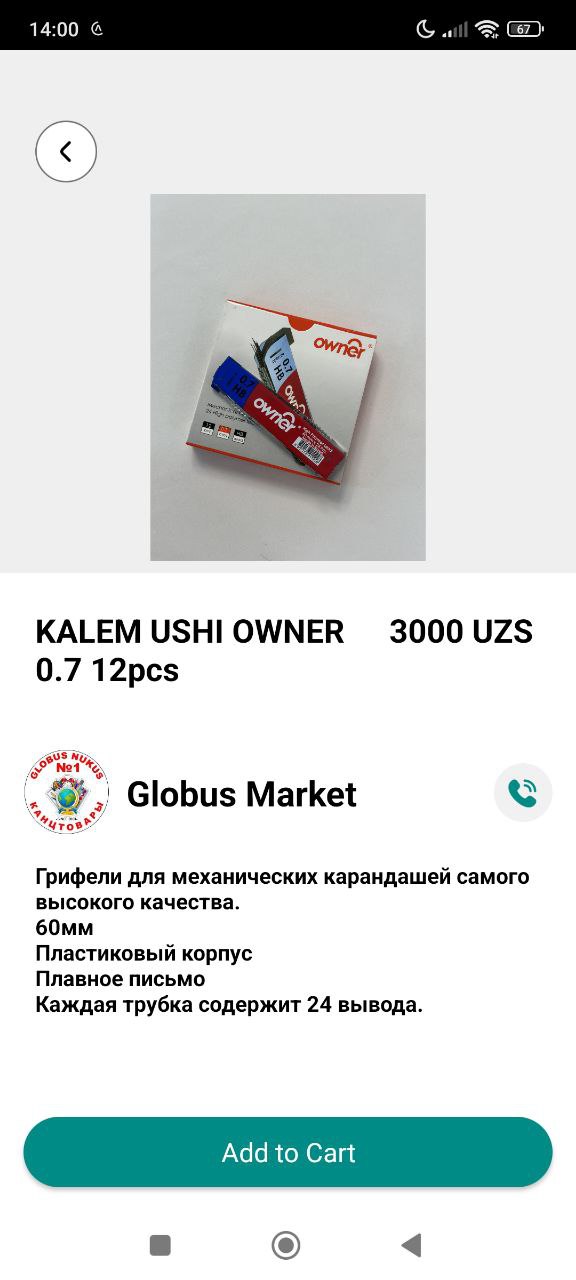 14:00
67
owner
0.7
HB
0.7
HB
owner
KALEM USHI OWNER
0.7 12pcs
3000 UZS
GLOBUS NUKUS
№1
КАНЦТОВАРЫ
Globus Market
Грифели для механических карандашей самого
высокого качества.
60мм
Пластиковый корпус
Плавное письмо
Каждая трубка содержит 24 вывода.
Add to Cart